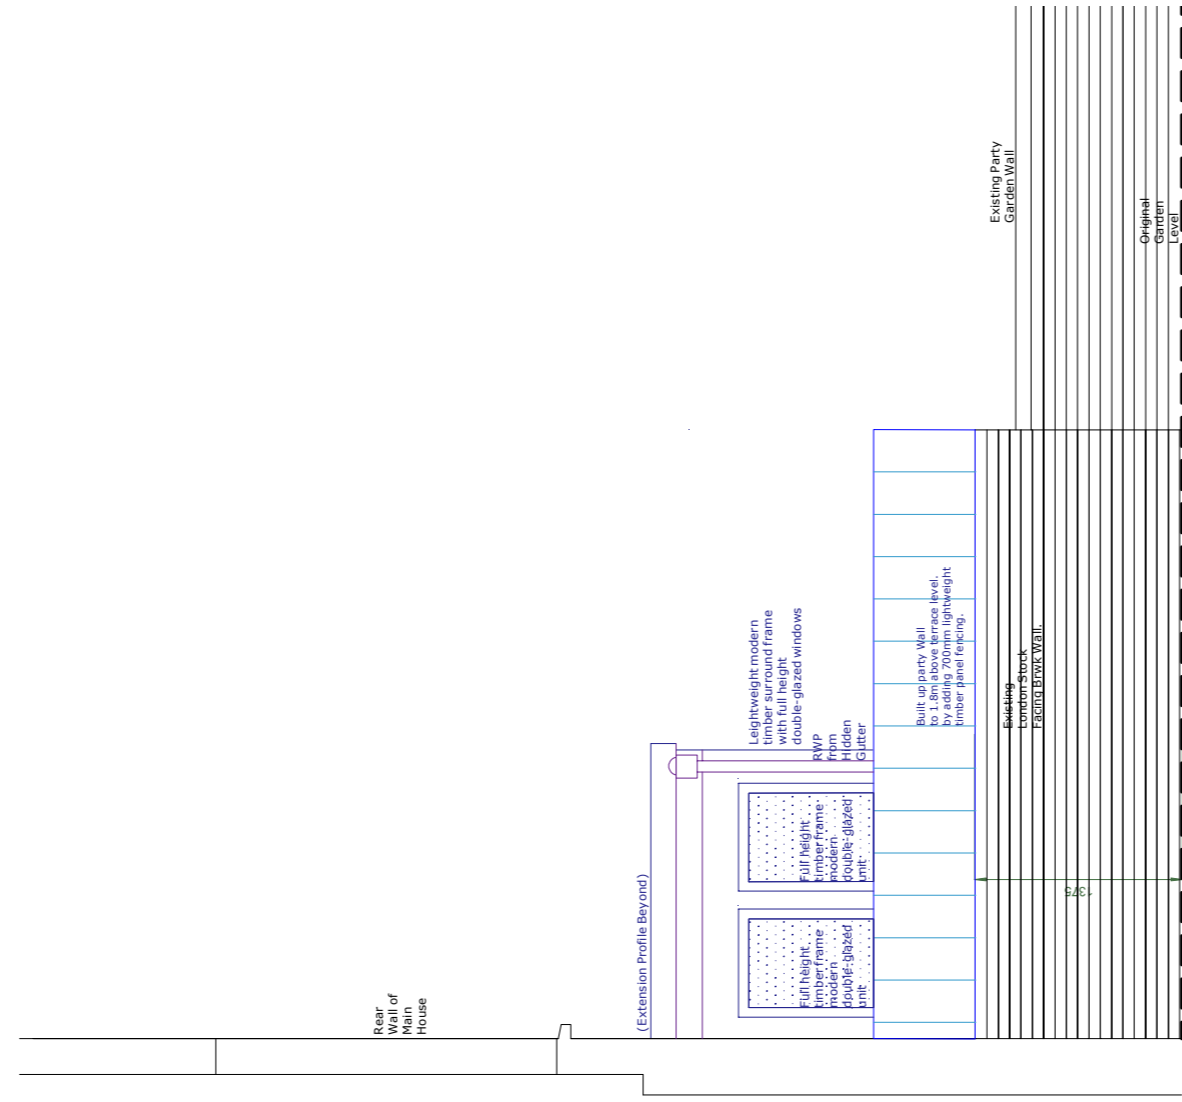 Existing Party
Garden Wall
Original
Garden
Level
Leightweight modern
timber surround frame
with full height
double-glazed windows
Built up party Wall
to 1.8m above terrace level.
by adding 700mm lightweight
timber panel fencing.
Existing
London Stock
Facing Brwk Wall.
RWP
from
Hidden
Gutter
Full height
timber frame
modern
double-glazed
unit
1375
Full height
timber frame
modern
double-glazed
unit
(Extension Profile Beyond)
Rear
Wall of
Main
House